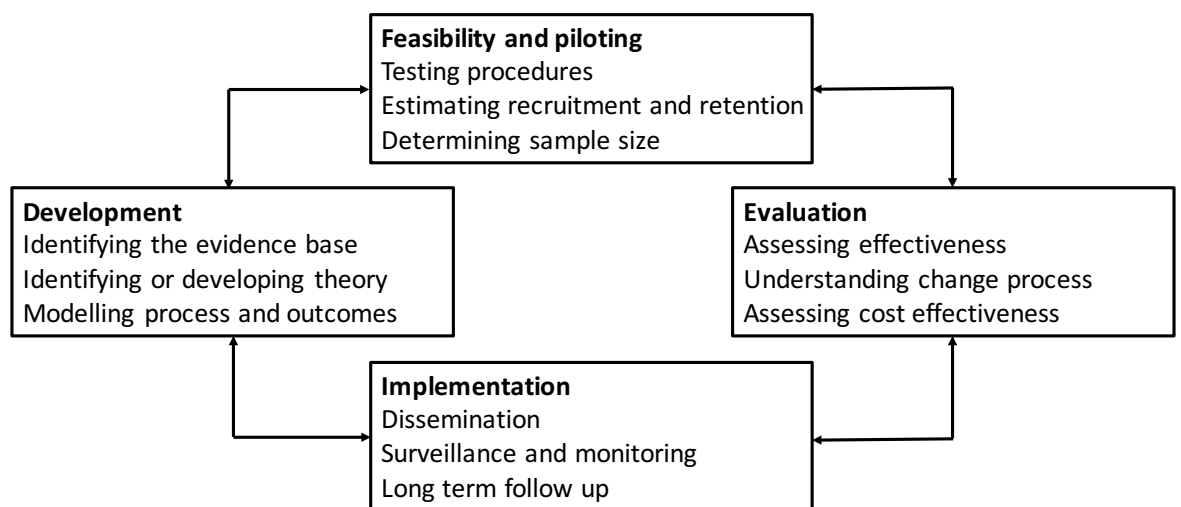 Feasibility and piloting
Testing procedures
Estimating recruitment and retention
Determining sample size
Development
Identifying the evidence base
Identifying or developing theory
Modelling process and outcomes
Evaluation
Assessing effectiveness
Understanding change process
Assessing cost effectiveness
Implementation
Dissemination
Surveillance and monitoring
Long term follow up